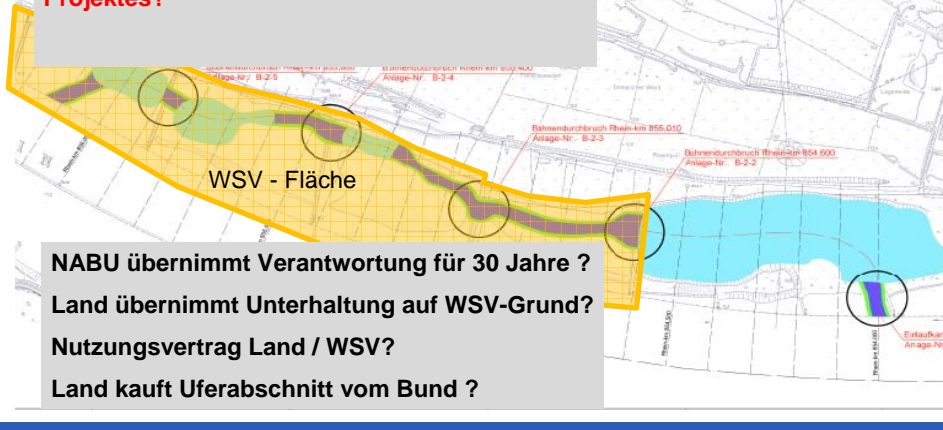 Projektes?
Anlage-Nr.: B-2-5
Anlage-Nr.: B-2-4
Buhnendurchbruch Rhein-km 855,010
Anlage-Nr.: B-2-3
Buhnendurchbruch Rhein-km 854,600
Anlage-Nr.: B-2-2
WSV - Fläche
NABU übernimmt Verantwortung für 30 Jahre ?
Land übernimmt Unterhaltung auf WSV-Grund?
Nutzungsvertrag Land / WSV?
Land kauft Uferabschnitt vom Bund ?